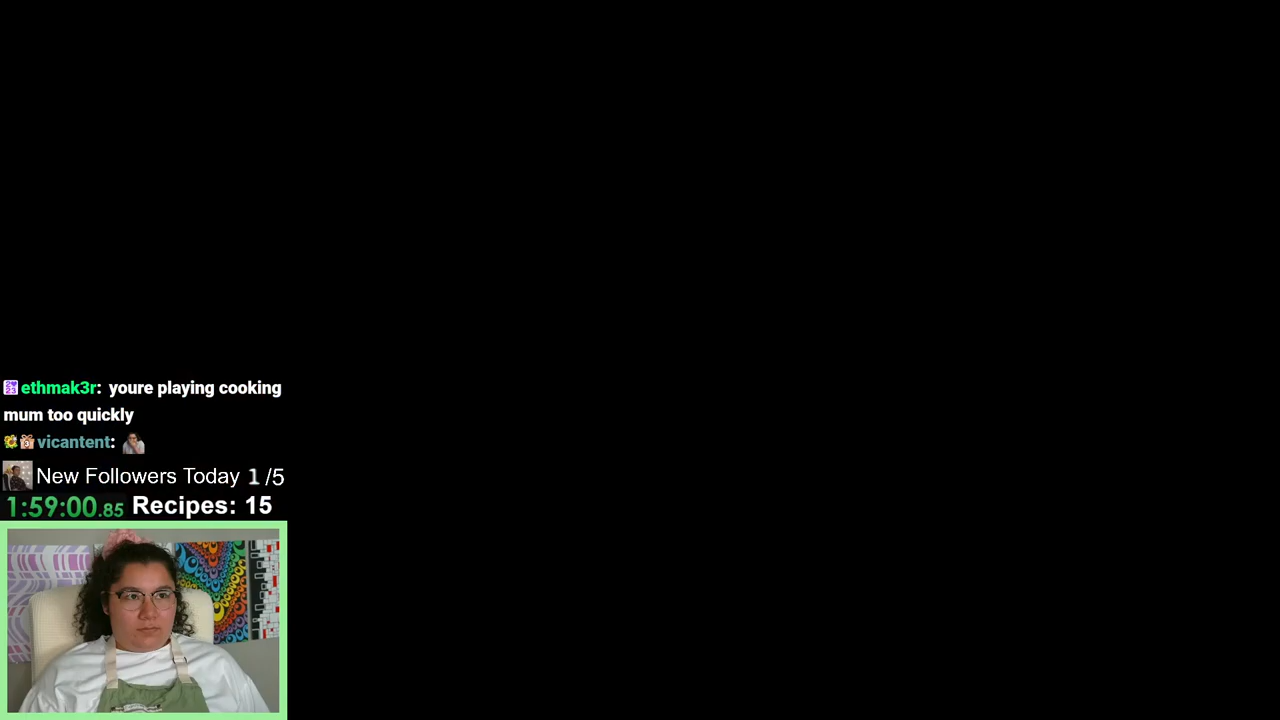 ethmak3r: youre playing cooking
mum too quickly
vicantent:
New Followers Today 1 /5
1:59:00.85 Recipes: 15